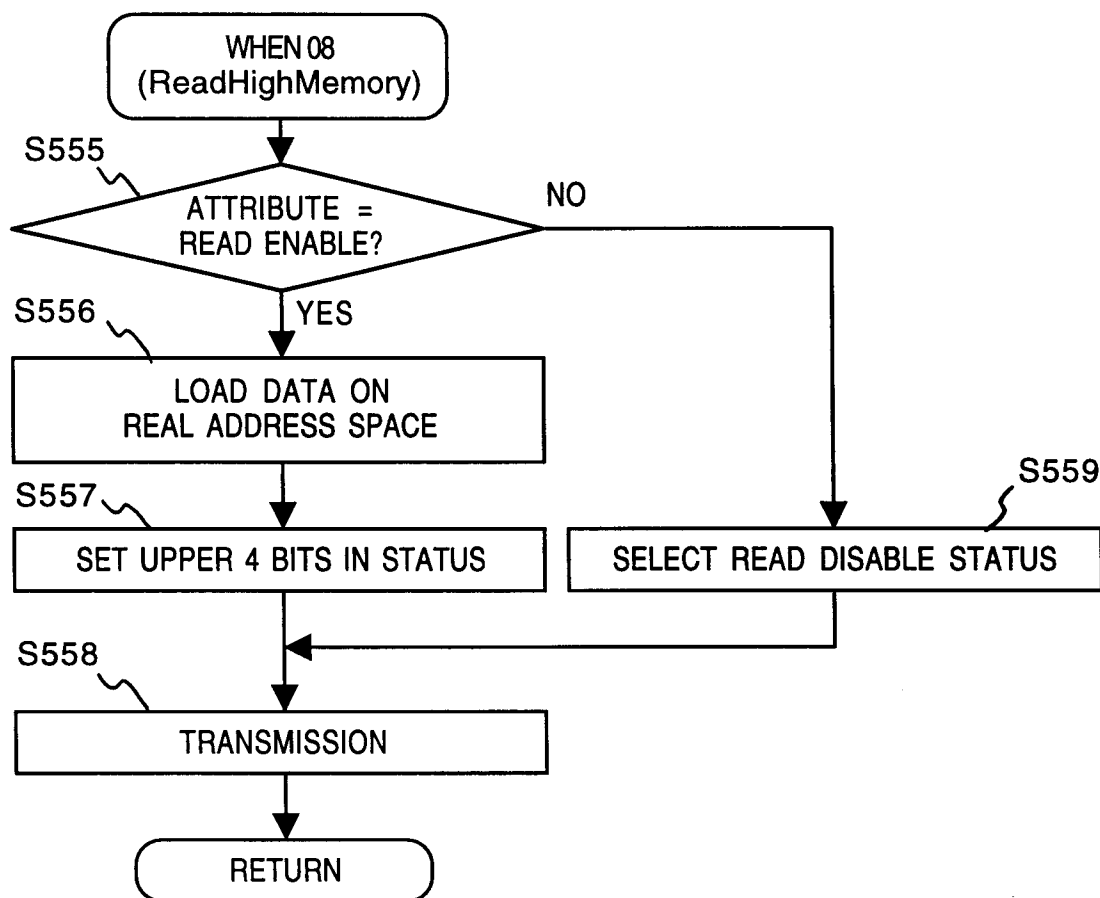 WHEN 08
(ReadHighMemory)
S555
ATTRIBUTE =
READ ENABLE?
NO
YES
S556
LOAD DATA ON
REAL ADDRESS SPACE
S557
SET UPPER 4 BITS IN STATUS
S559
SELECT READ DISABLE STATUS
S558
TRANSMISSION
RETURN